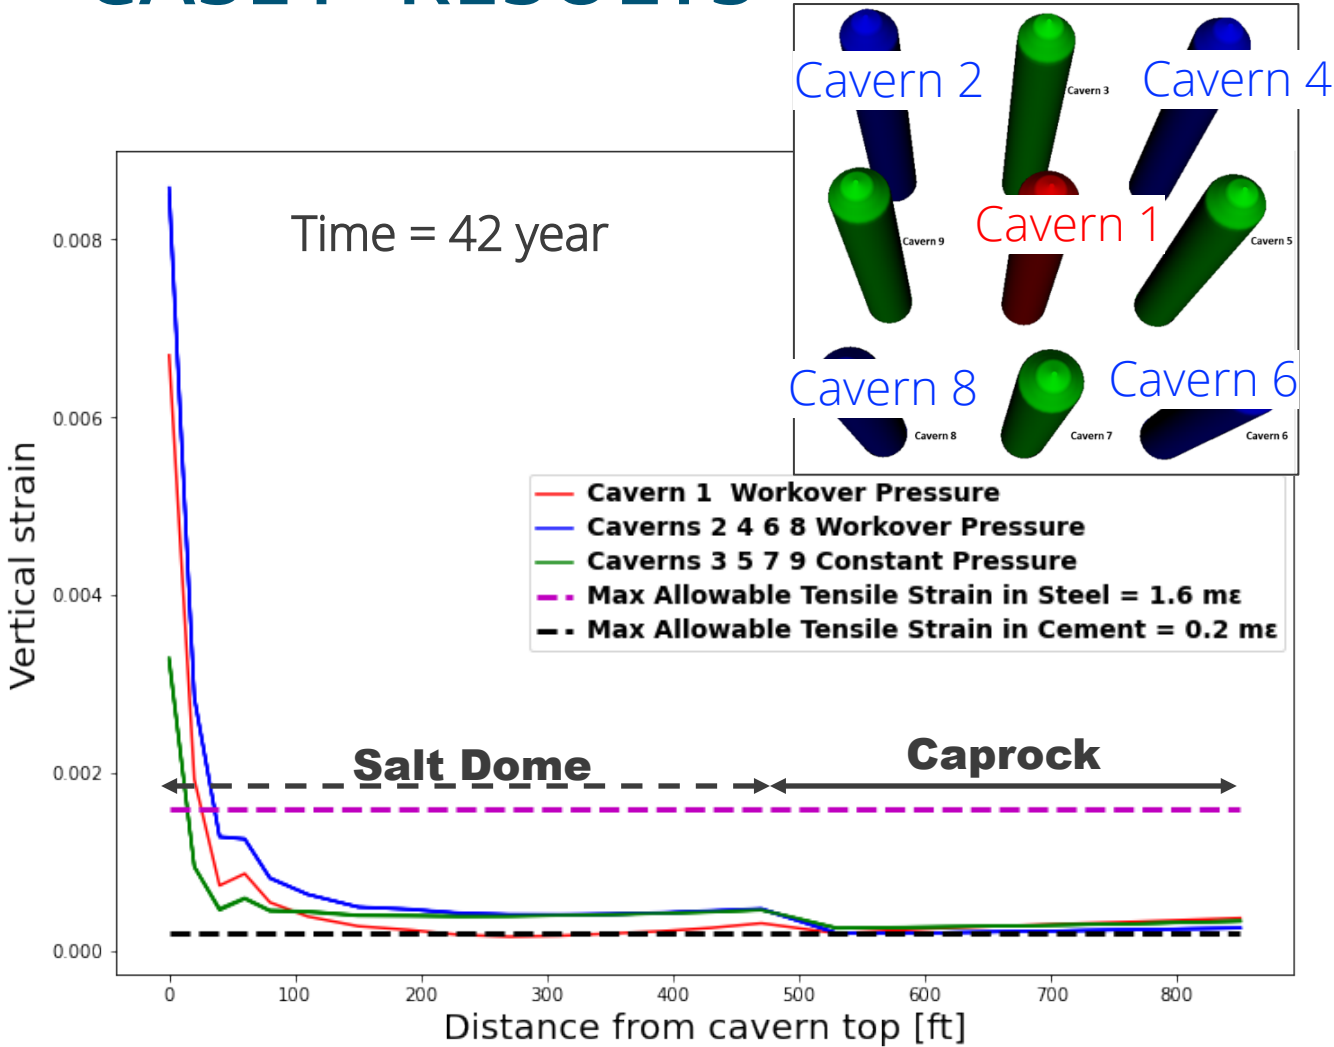 Cavern 2
Cavern 3
Cavern 4
Cavern 9
Cavern 1
Cavern 5
Cavern 8
Cavern 6
Cavern 8
Cavern 7
Cavern 6
Time = 42 year
Cavern 1  Workover Pressure
Caverns 2 4 6 8 Workover Pressure
Caverns 3 5 7 9 Constant Pressure
Max Allowable Tensile Strain in Steel = 1.6 mε
Max Allowable Tensile Strain in Cement = 0.2 mε
Salt Dome
Caprock
Vertical strain
0.008
0.006
0.004
0.002
0.000
0 100 200 300 400 500 600 700 800
Distance from cavern top [ft]